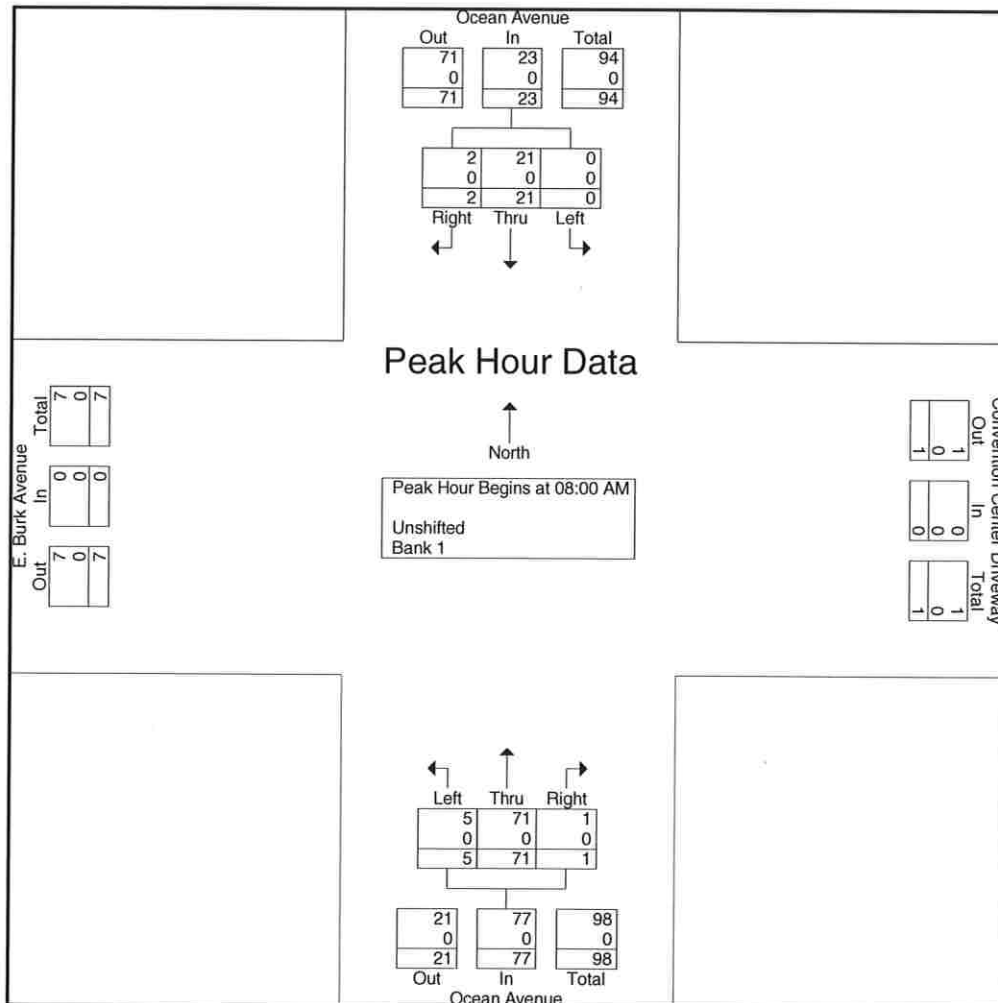 Ocean Avenue
Out In Total
71 23 94
0 0 0
71 23 94
2 21 0
0 0 0
2 21 0
Right Thru Left
Peak Hour Data
North
Peak Hour Begins at 08:00 AM
Unshifted
Bank 1
E. Burk Avenue
Out In Total
7 0 7
0 0 0
7 0 7
Convention Center Driveway
Out In Total
1 0 1
0 0 0
1 0 1
Left Thru Right
5 71 1
0 0 0
5 71 1
21 77 98
0 0 0
21 77 98
Out In Total
Ocean Avenue